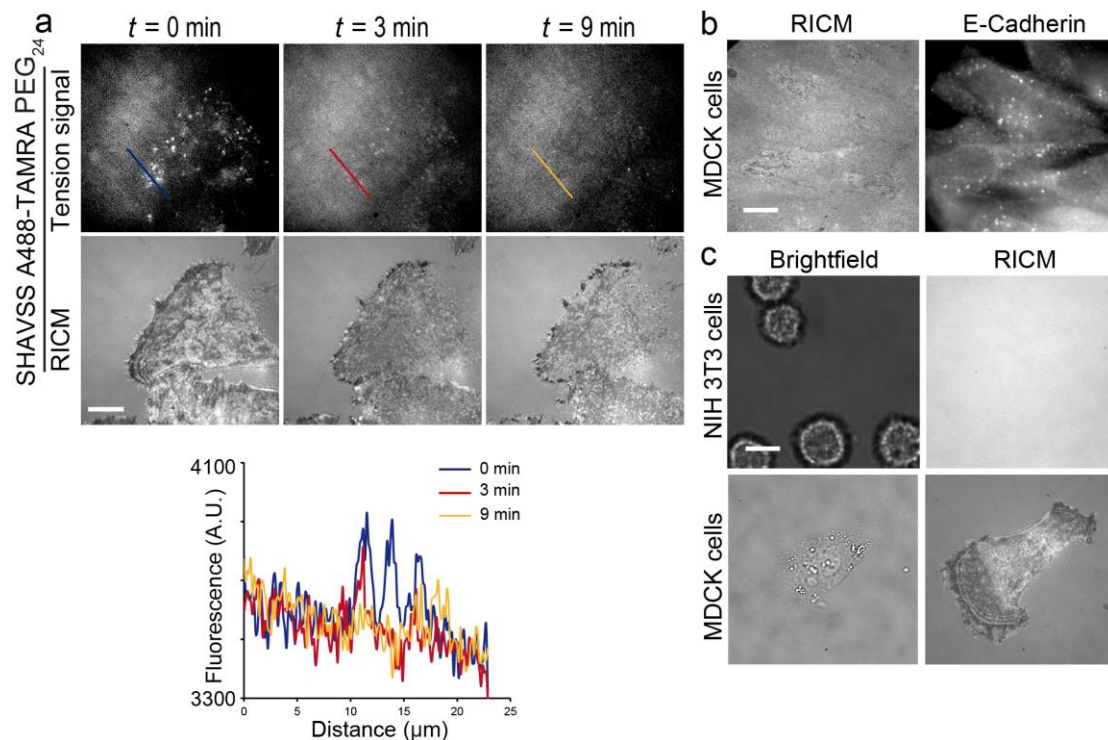 a
t = 0 min
t = 3 min
t = 9 min
SHAVSS A488-TAMRA PEG24
Tension signal
RICM
4100
3300
Fluorescence (A.U.)
0
5
10
15
20
25
Distance (µm)
0 min
3 min
9 min
b
RICM
E-Cadherin
MDCK cells
c
Brightfield
RICM
NIH 3T3 cells
MDCK cells